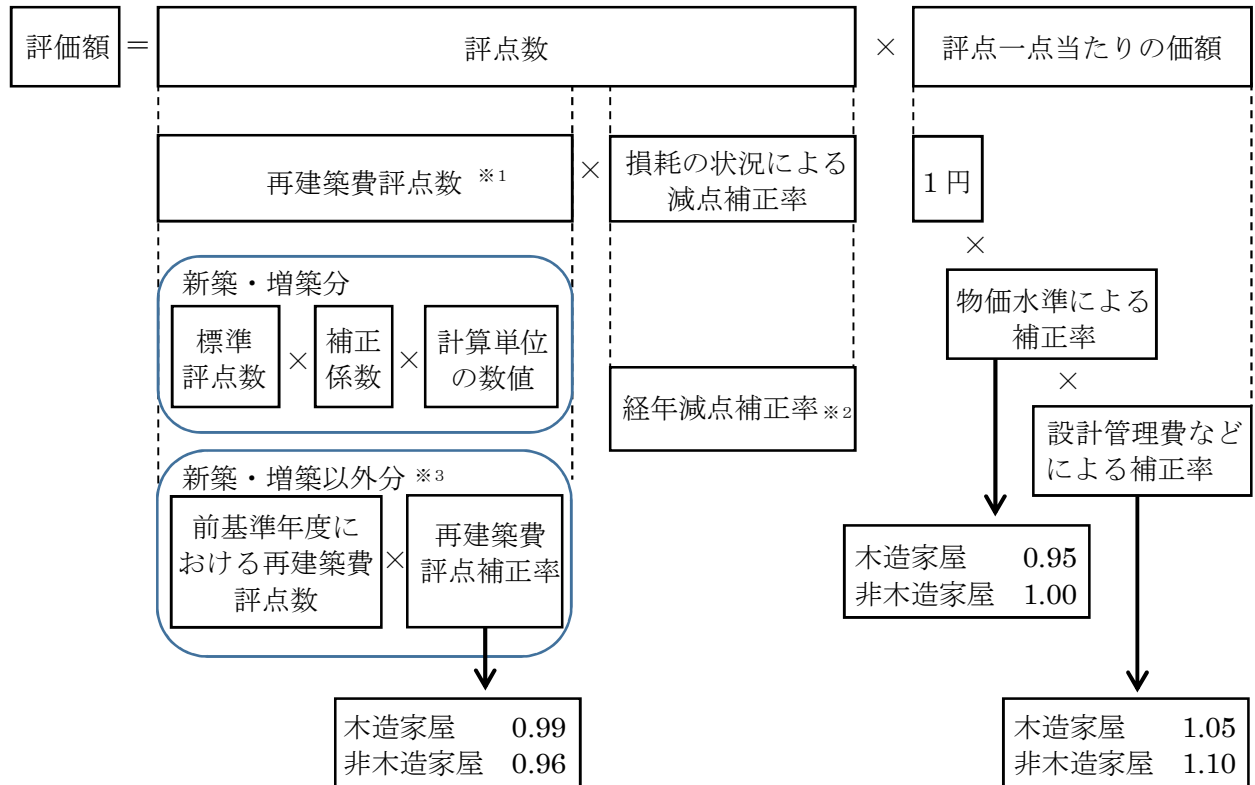 評価額 = 評点数 × 評点一点当たりの価額
再建築費評点数 ※1 × 損耗の状況による
減点補正率
1 円
×
物価水準による
補正率
×
設計管理費など
による補正率
新築・増築分
標準
評点数
×
補正
係数
×
計算単位
の数値
経年減点補正率※2
新築・増築以外分 ※3
前基準年度に
おける再建築費
評点数
×
再建築費
評点補正率
木造家屋 0.99
非木造家屋 0.96
木造家屋 0.95
非木造家屋 1.00
木造家屋 1.05
非木造家屋 1.10